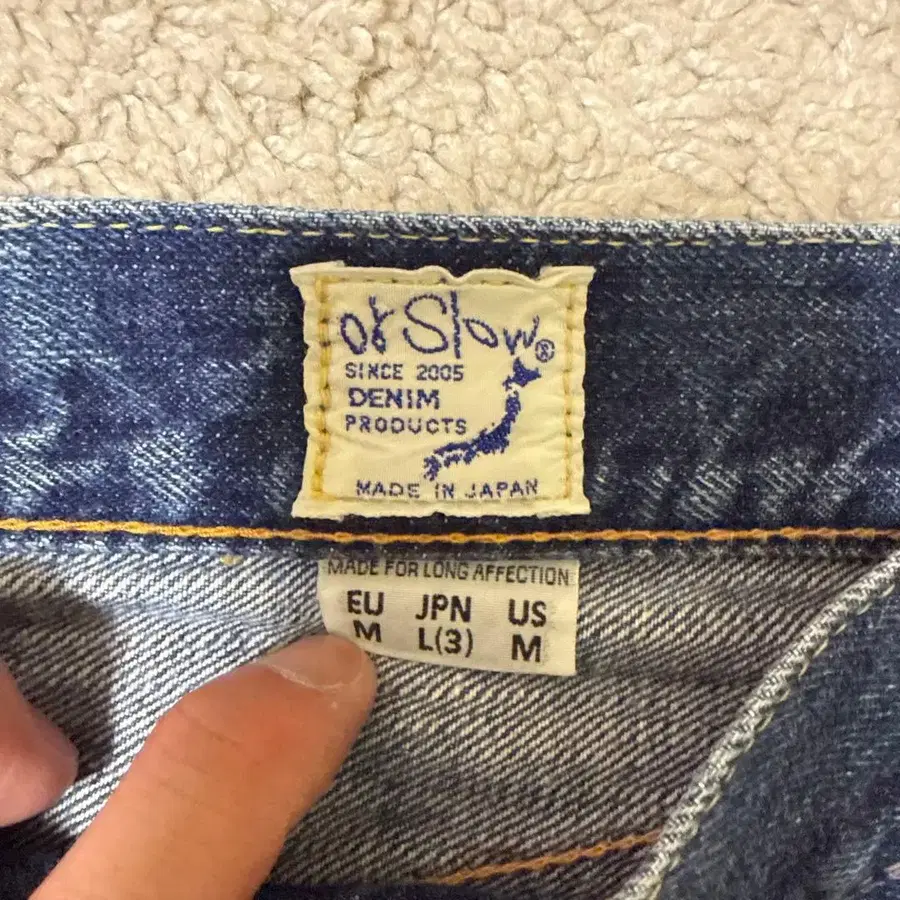 orSlow®
SINCE 2005
DENIM
PRODUCTS
MADE IN JAPAN
MADE FOR LONG AFFECTION
EU JPN US
M L(3) M